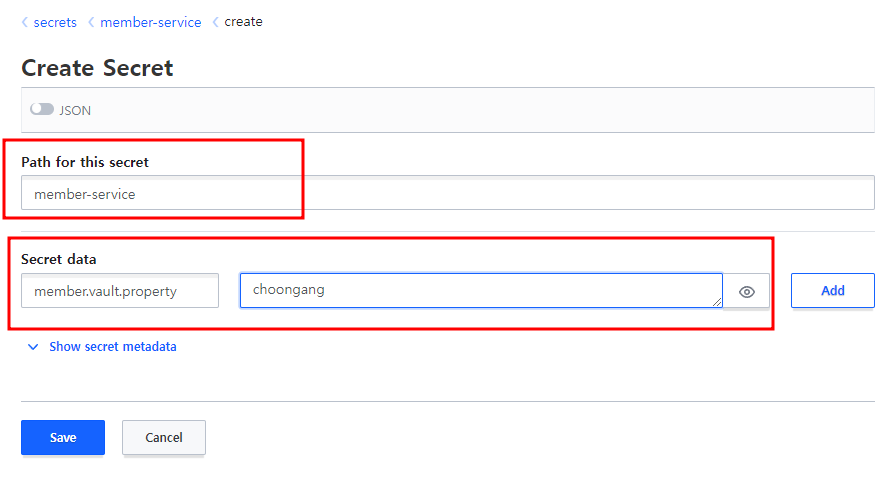 secrets member-service create
Create Secret
JSON
Path for this secret
member-service
Secret data
member.vault.property choongang Add
Show secret metadata
Save Cancel